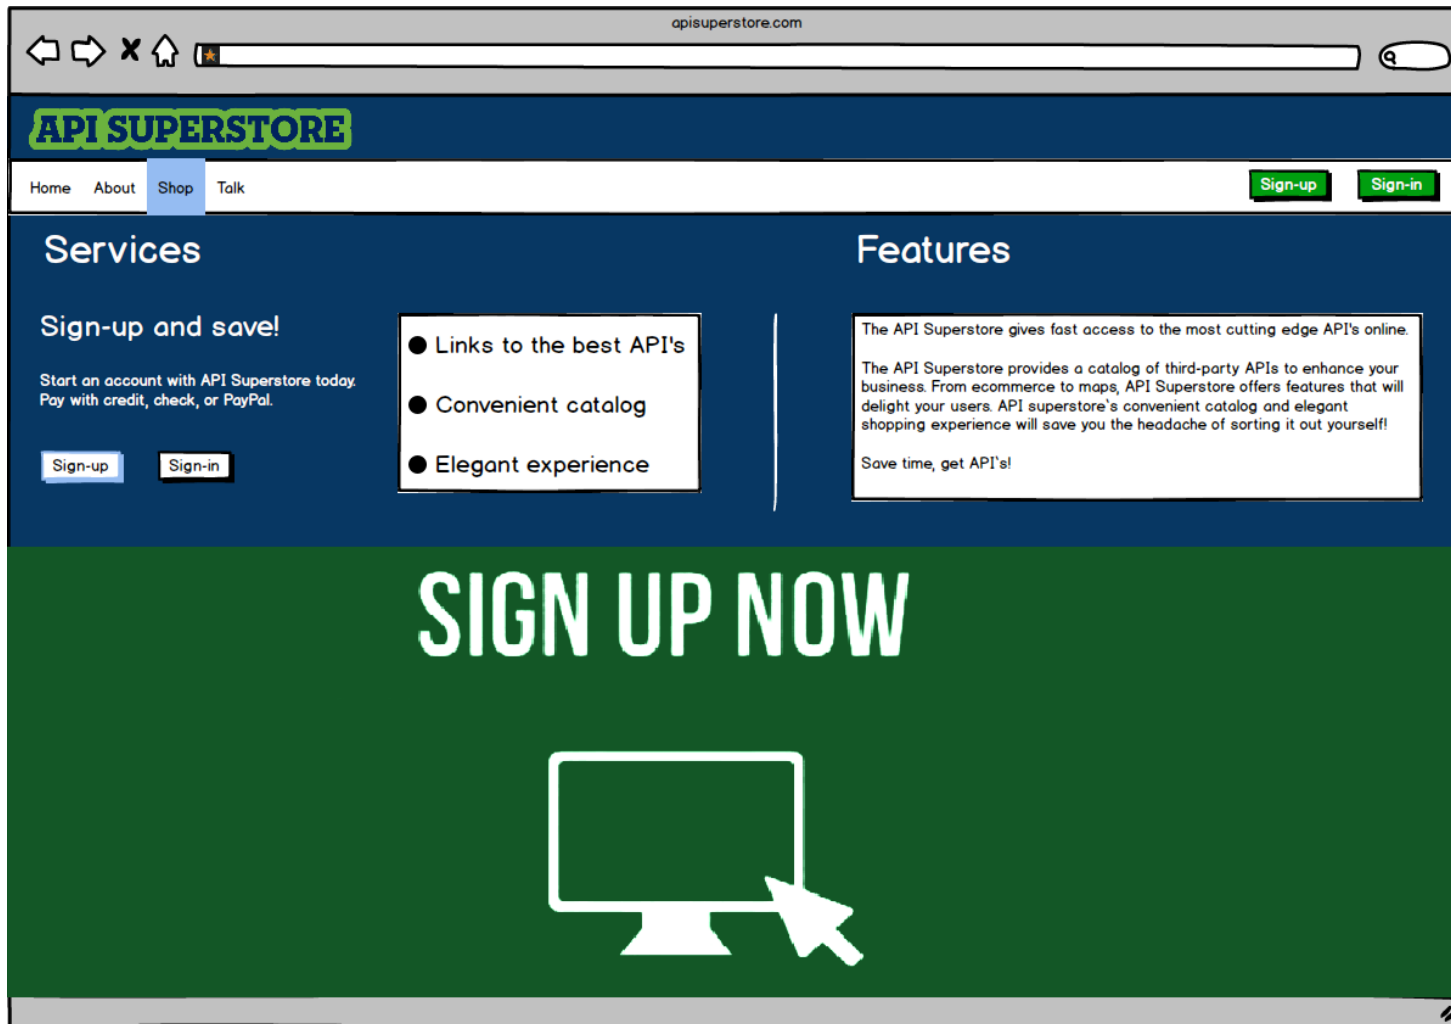 apisuperstore.com
API SUPERSTORE
Home About Shop Talk Sign-up Sign-in
Services
Sign-up and save!
Start an account with API Superstore today.
Pay with credit, check, or PayPal.
Sign-up Sign-in
Links to the best API's
Convenient catalog
Elegant experience
Features
The API Superstore gives fast access to the most cutting edge API's online.
The API Superstore provides a catalog of third-party APIs to enhance your
business. From ecommerce to maps, API Superstore offers features that will
delight your users. API superstore`s convenient catalog and elegant
shopping experience will save you the headache of sorting it out yourself!
Save time, get API`s!
SIGN UP NOW